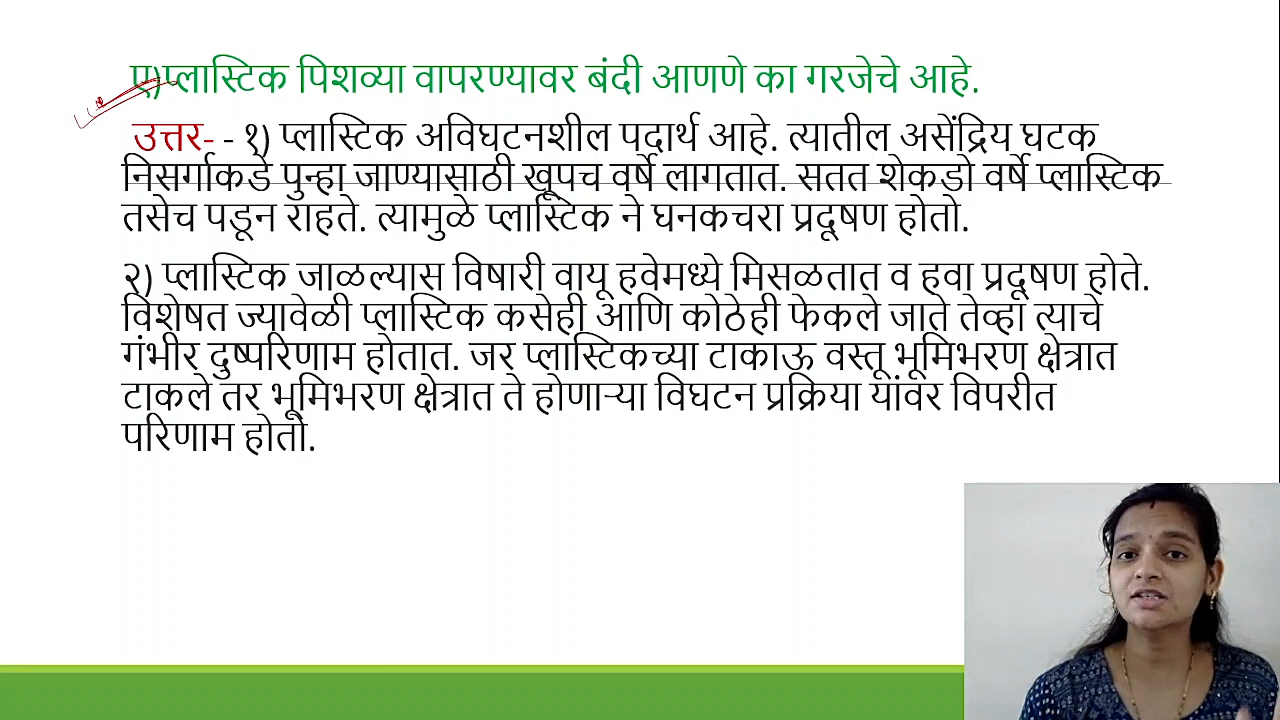 ए)प्लास्टिक पिशव्या वापरण्यावर बंदी आणणे का गरजेचे आहे.
उत्तर- - १) प्लास्टिक अविघटनशील पदार्थ आहे. त्यातील असेंद्रिय घटक
निसर्गाकडे पुन्हा जाण्यासाठी खूपच वर्षे लागतात. सतत शेकडो वर्षे प्लास्टिक
तसेच पडून राहते. त्यामुळे प्लास्टिक ने घनकचरा प्रदूषण होतो.
२) प्लास्टिक जाळल्यास विषारी वायू हवेमध्ये मिसळतात व हवा प्रदूषण होते.
विशेषत ज्यावेळी प्लास्टिक कसेही आणि कोठेही फेकले जाते तेव्हा त्याचे
गंभीर दुष्परिणाम होतात. जर प्लास्टिकच्या टाकाऊ वस्तू भूमिभरण क्षेत्रात
टाकले तर भूमिभरण क्षेत्रात ते होणाऱ्या विघटन प्रक्रिया यांवर विपरीत
परिणाम होतो.